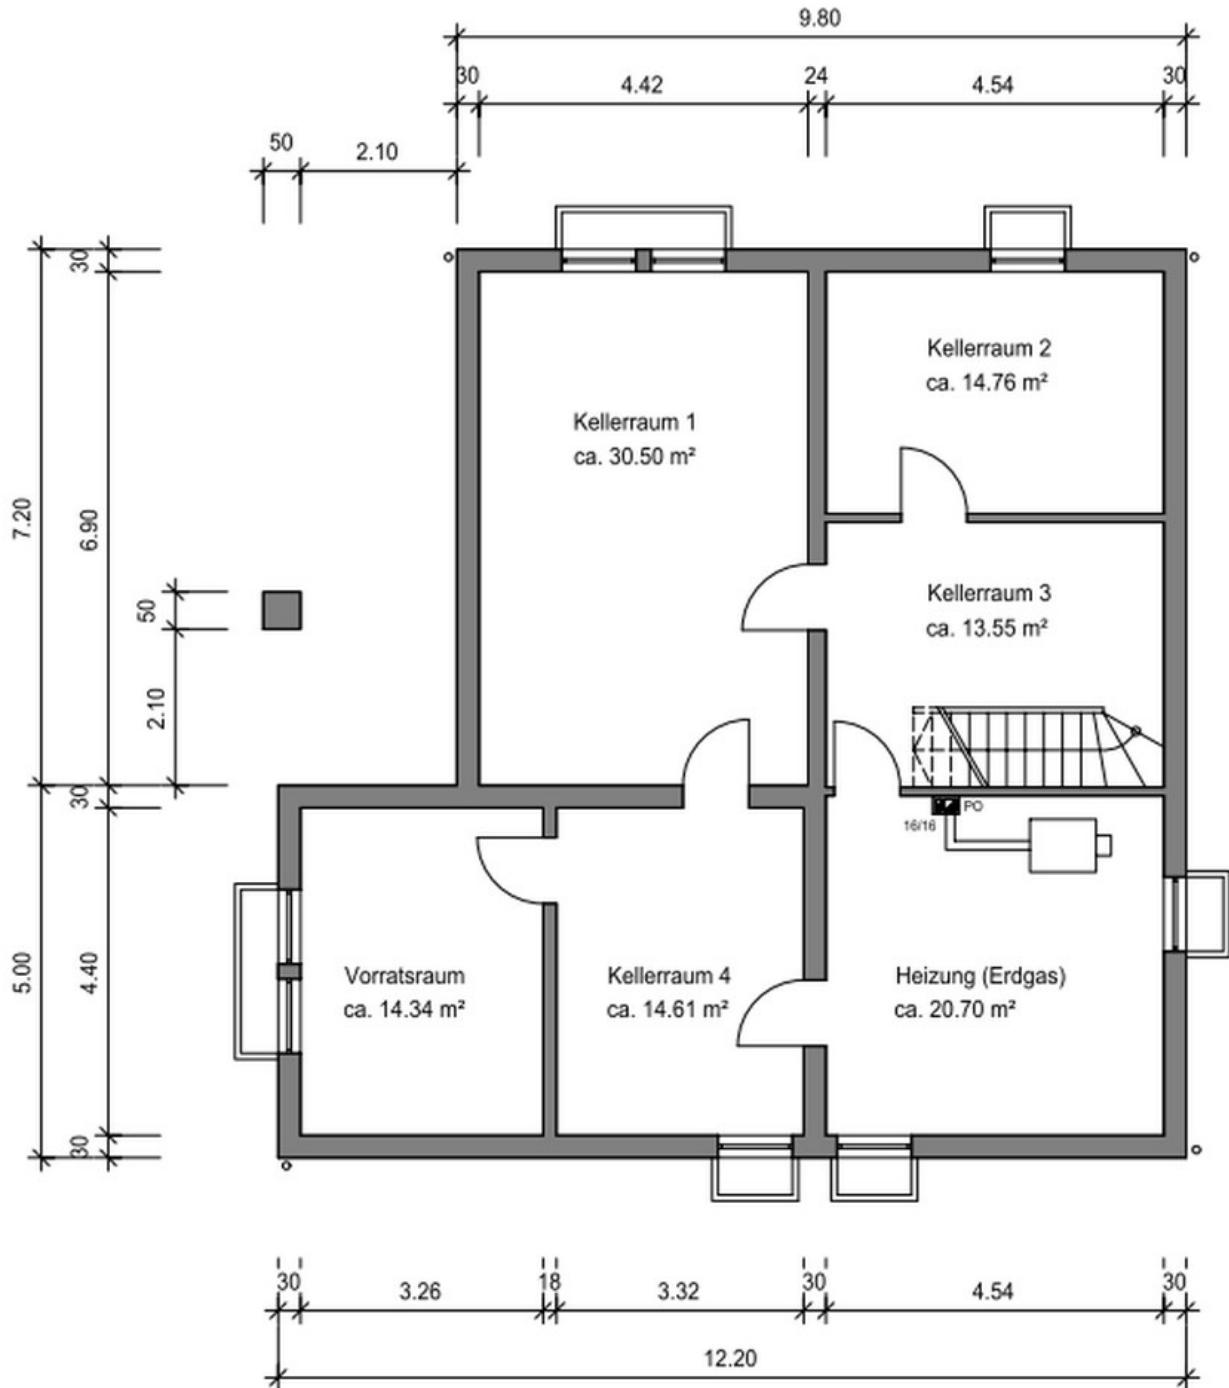 9.80
30
4.42
24
4.54
30
50
2.10
30
7.20
6.90
50
2.10
30
5.00
4.40
30
Kellerraum 2
ca. 14.76 m²
Kellerraum 1
ca. 30.50 m²
Kellerraum 3
ca. 13.55 m²
PO
16/16
Vorratsraum
ca. 14.34 m²
Kellerraum 4
ca. 14.61 m²
Heizung (Erdgas)
ca. 20.70 m²
30
3.26
18
3.32
30
4.54
30
12.20